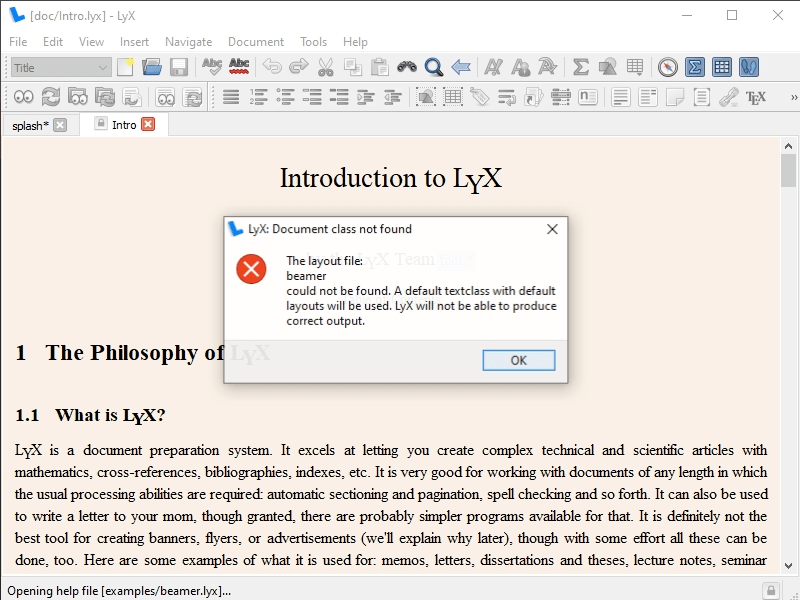 [doc/Intro.lyx] - LyX
File Edit View Insert Navigate Document Tools Help
Title
splash*
Intro
Introduction to LyX
LyX: Document class not found
The layout file:
beamer
could not be found. A default textclass with default
layouts will be used. LyX will not be able to produce
correct output.
OK
1 The Philosophy of LyX
1.1 What is LyX?
LyX is a document preparation system. It excels at letting you create complex technical and scientific articles with
mathematics, cross-references, bibliographies, indexes, etc. It is very good for working with documents of any length in which
the usual processing abilities are required: automatic sectioning and pagination, spell checking and so forth. It can also be used
to write a letter to your mom, though granted, there are probably simpler programs available for that. It is definitely not the
best tool for creating banners, flyers, or advertisements (we'll explain why later), though with some effort all these can be
done, too. Here are some examples of what it is used for: memos, letters, dissertations and theses, lecture notes, seminar
Opening help file [examples/beamer.lyx]...